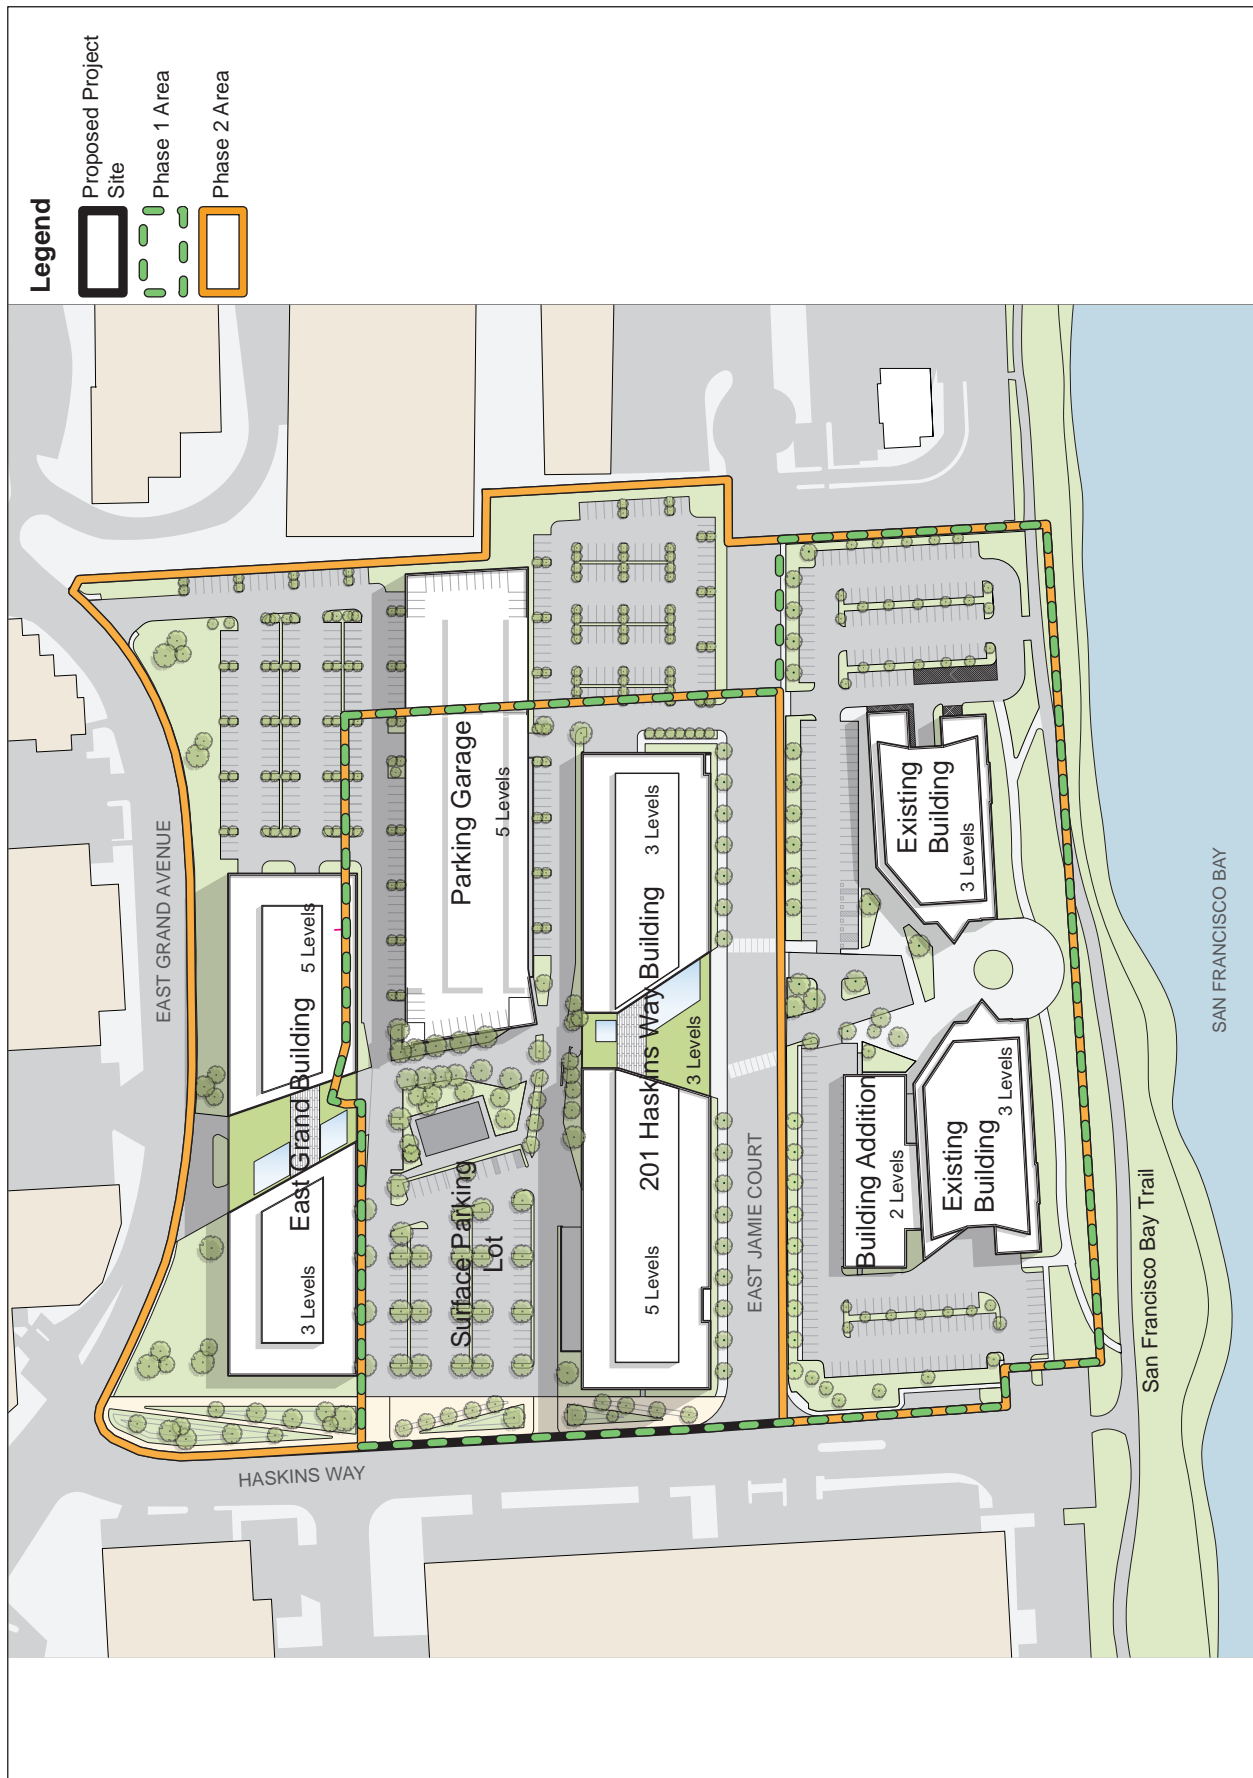 Legend
Proposed Project
Site
Phase 1 Area
Phase 2 Area
EAST GRAND AVENUE
East Grand Building
5 Levels
3 Levels
Parking Garage
5 Levels
Surface Parking
Lot
201 Haskins Way Building
3 Levels
3 Levels
5 Levels
EAST JAMIE COURT
HASKINS WAY
Existing
Building
3 Levels
Building Addition
2 Levels
Existing
Building
3 Levels
San Francisco Bay Trail
SAN FRANCISCO BAY